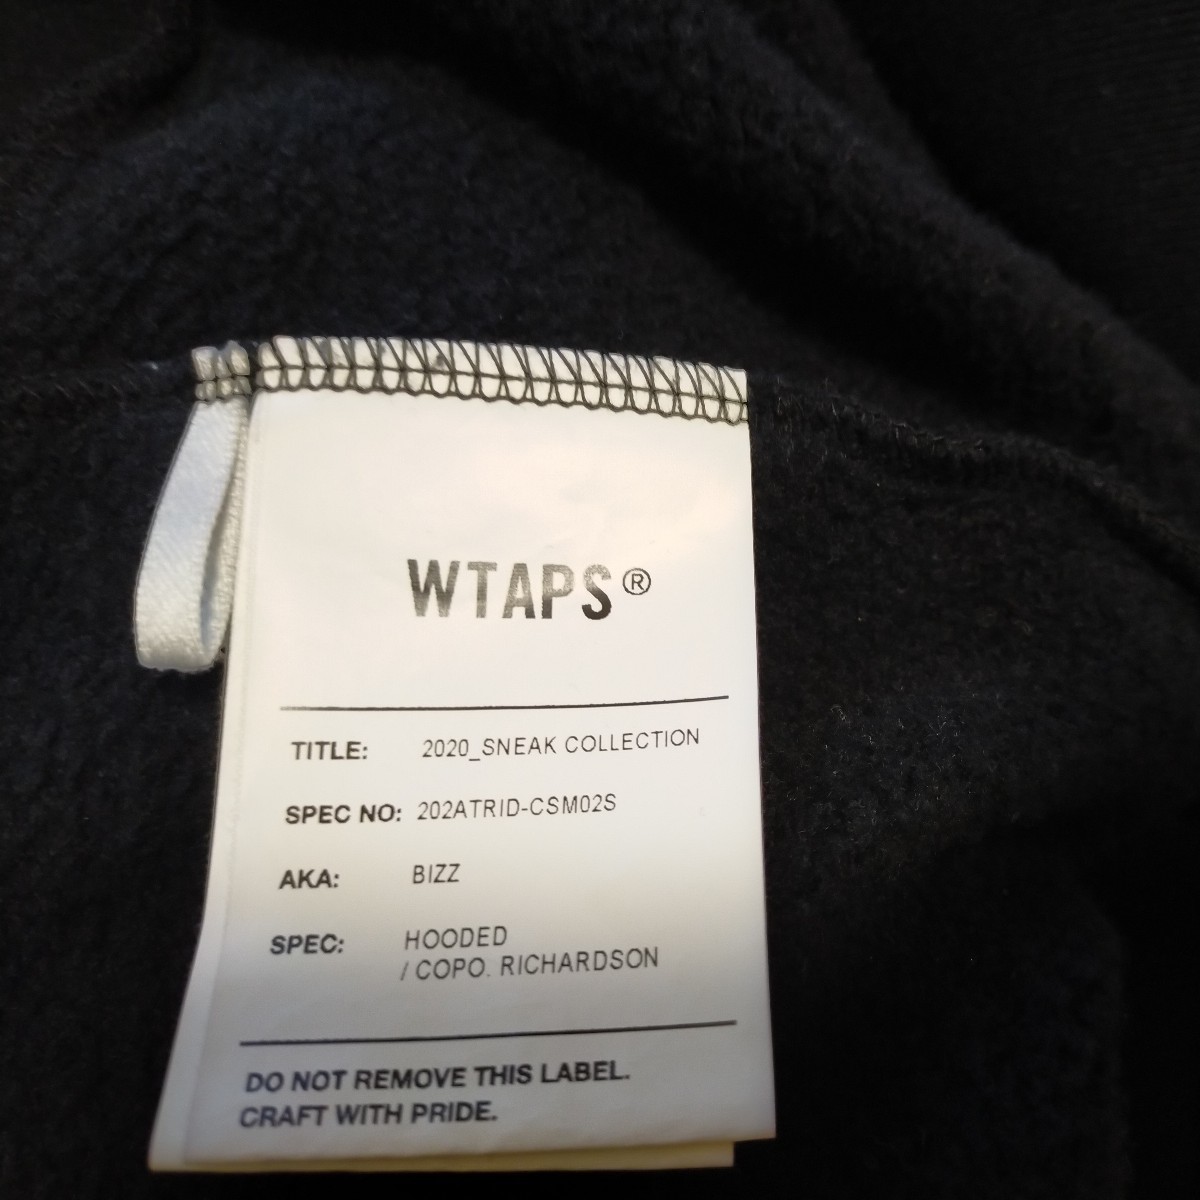 WTAPS®
TITLE: 2020_SNEAK COLLECTION
SPEC NO: 202ATRID-CSM02S
AKA: BIZZ
SPEC: HOODED
/ COPO. RICHARDSON
DO NOT REMOVE THIS LABEL.
CRAFT WITH PRIDE.